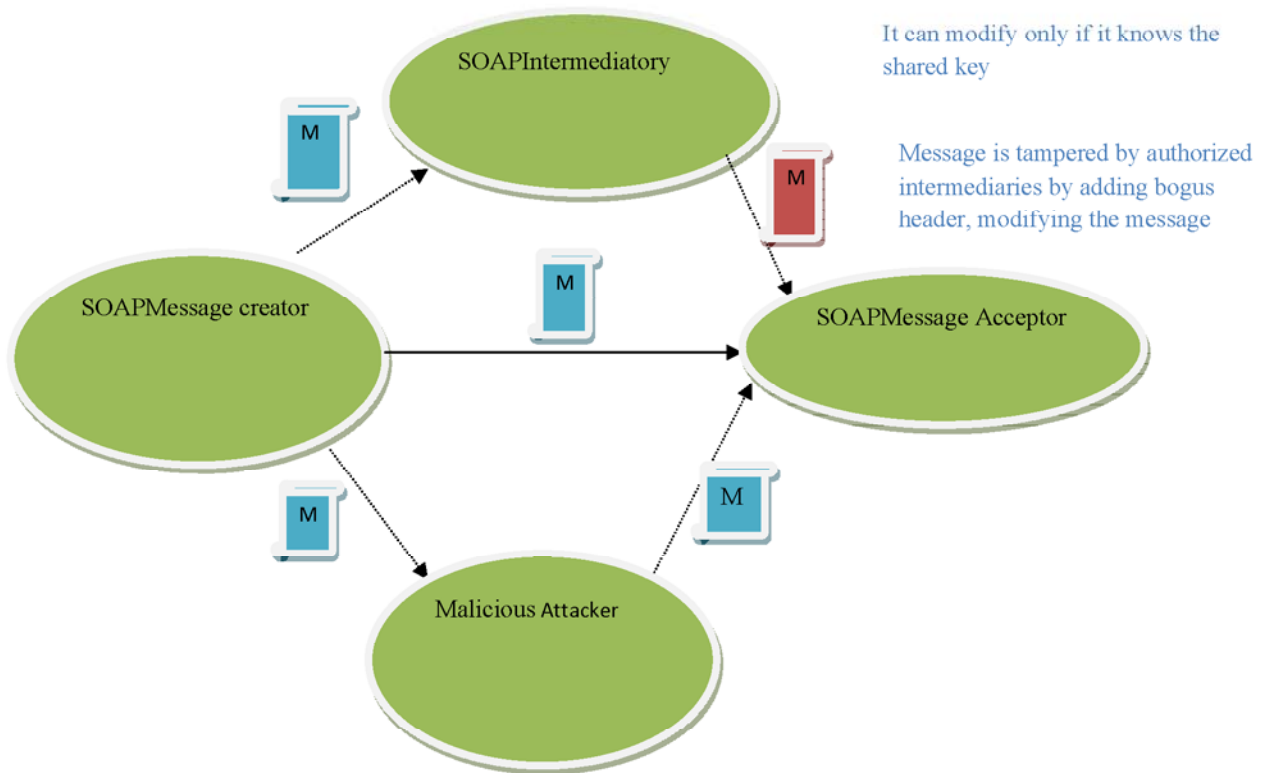 SOAPIntermediatory
It can modify only if it knows the
shared key
M
Message is tampered by authorized
intermediaries by adding bogus
header, modifying the message
M
M
SOAPMessage creator
SOAPMessage Acceptor
M
M
Malicious Attacker